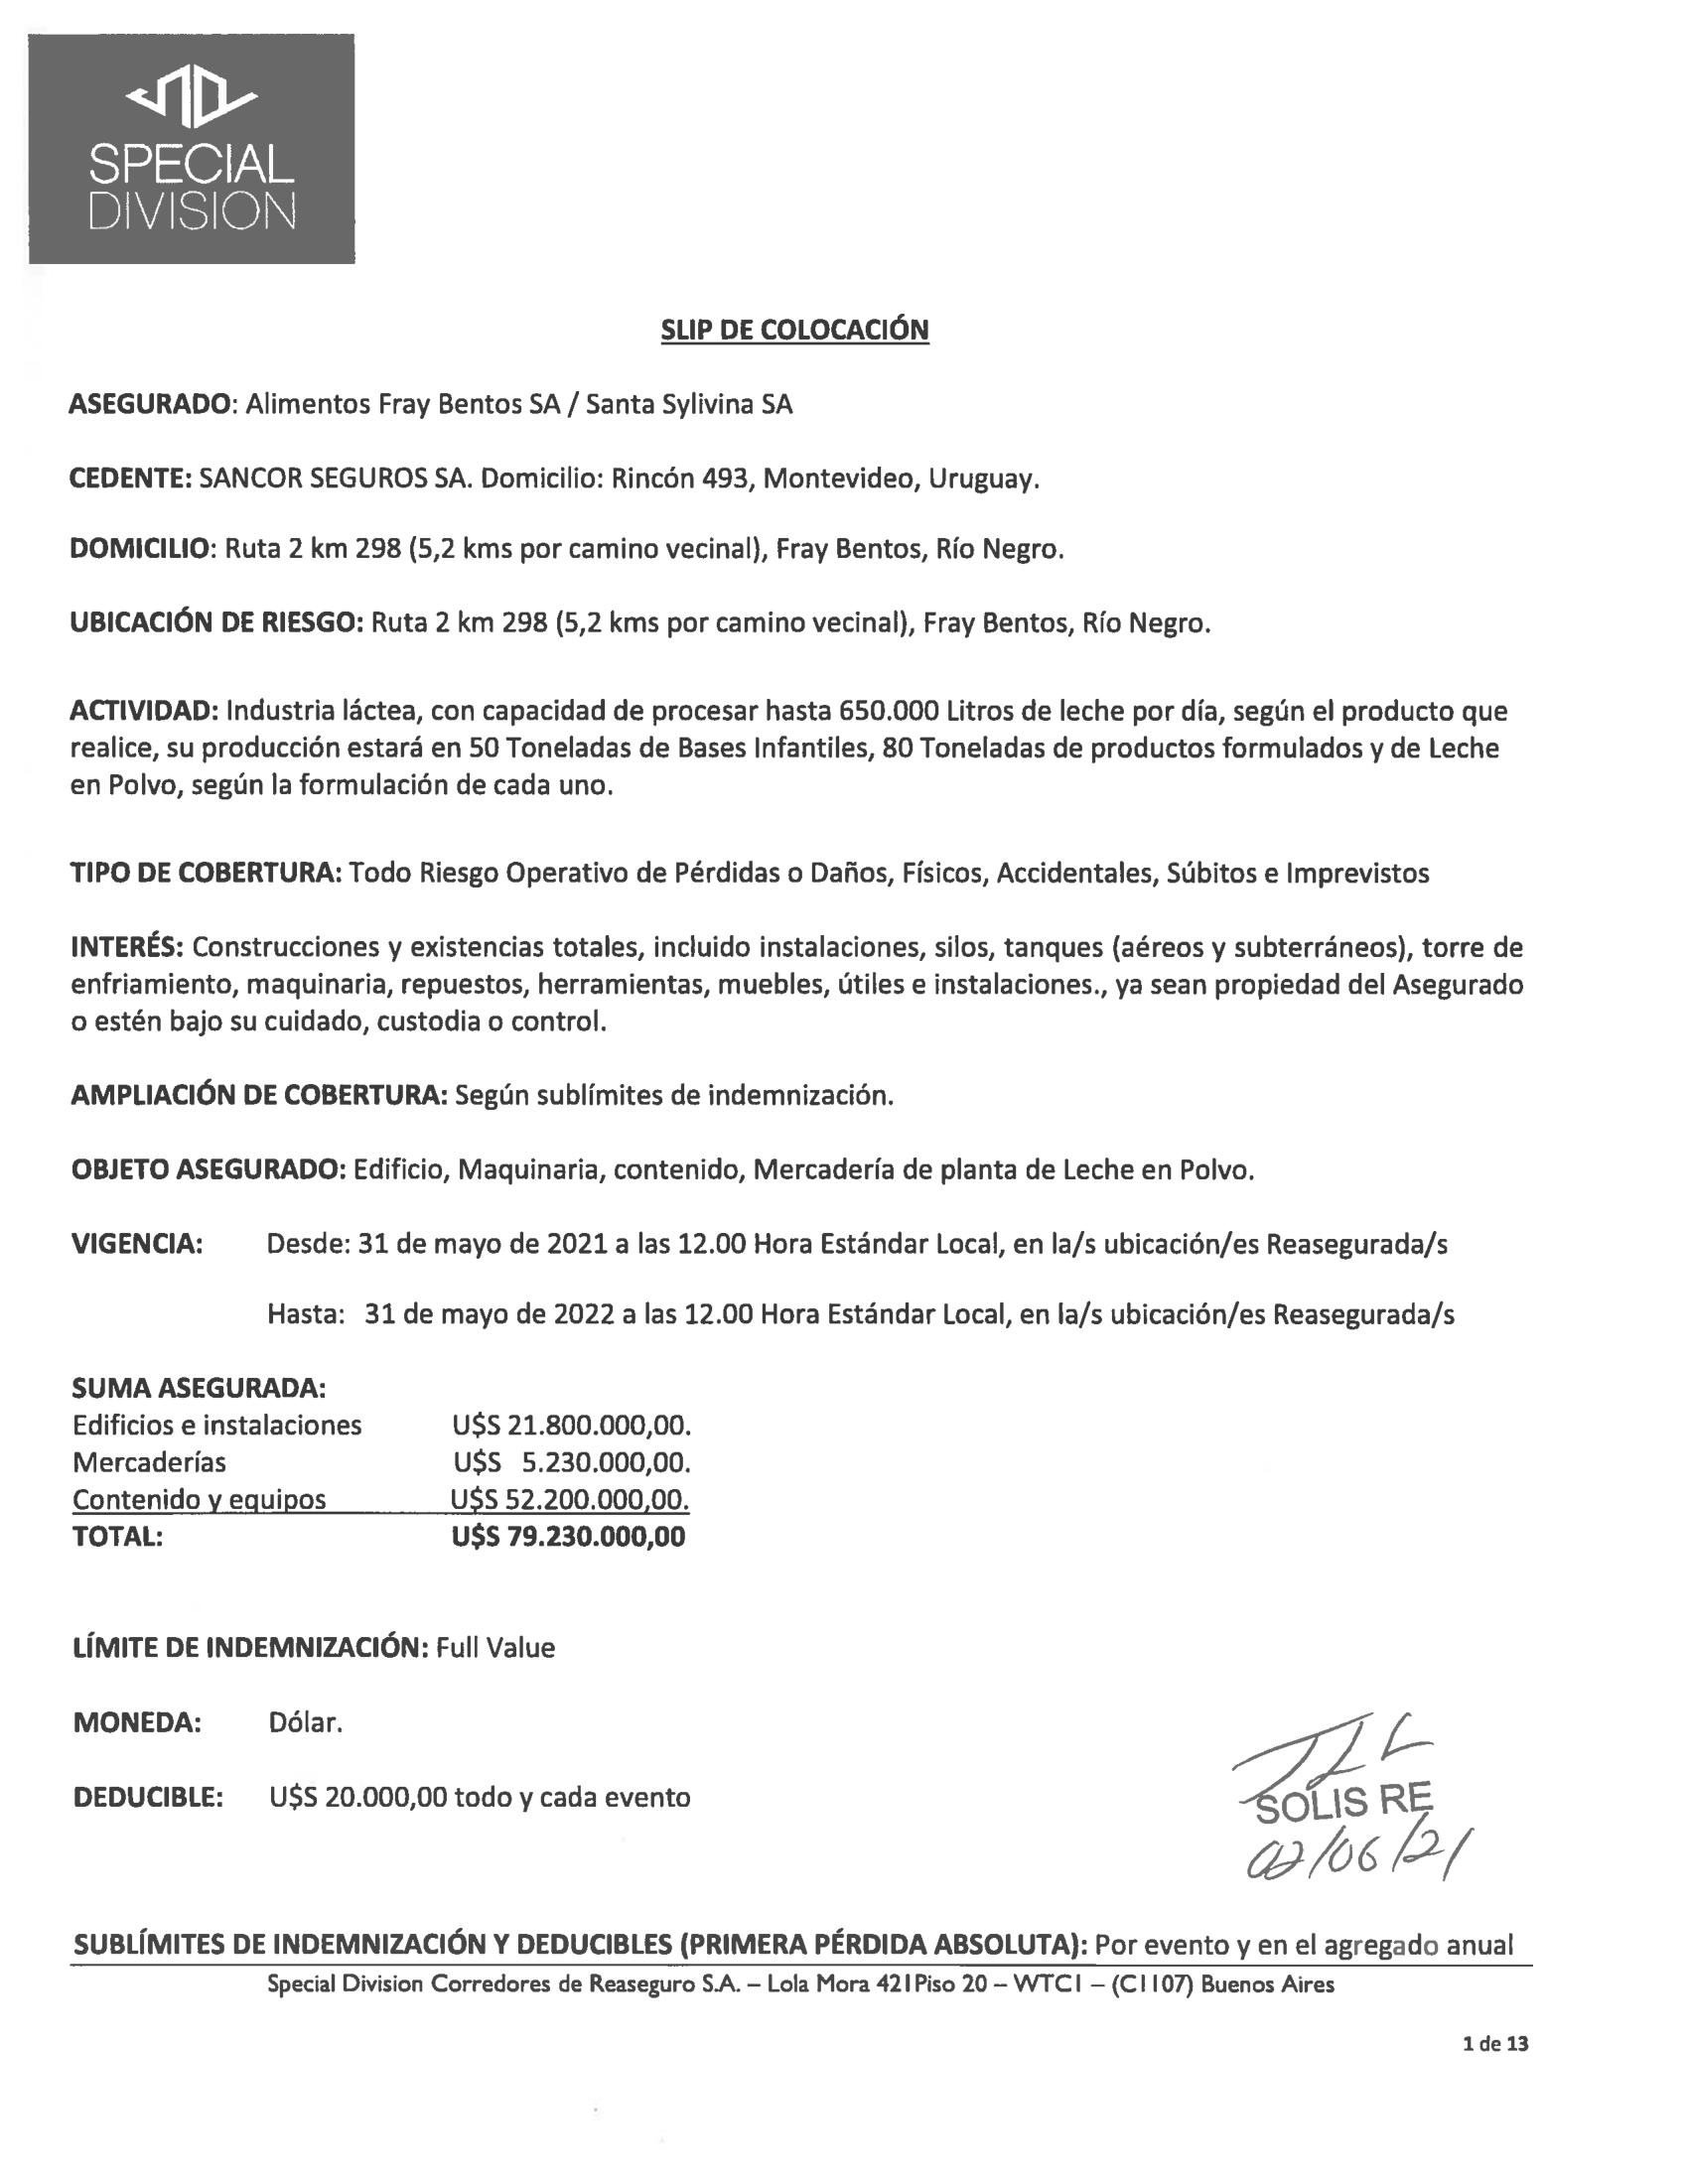 SPECIAL
DIVISION
SLIP DE COLOCACIÓN
ASEGURADO: Alimentos Fray Bentos SA / Santa Sylivina SA
CEDENTE: SANCOR SEGUROS SA. Domicilio: Rincón 493, Montevideo, Uruguay.
DOMICILIO: Ruta 2 km 298 (5,2 kms por camino vecinal), Fray Bentos, Río Negro.
UBICACIÓN DE RIESGO: Ruta 2 km 298 (5,2 kms por camino vecinal), Fray Bentos, Río Negro.
ACTIVIDAD: Industria láctea, con capacidad de procesar hasta 650.000 Litros de leche por día, según el producto que
realice, su producción estará en 50 Toneladas de Bases Infantiles, 80 Toneladas de productos formulados y de Leche
en Polvo, según la formulación de cada uno.
TIPO DE COBERTURA: Todo Riesgo Operativo de Pérdidas o Daños, Físicos, Accidentales, Súbitos e Imprevistos
INTERÉS: Construcciones y existencias totales, incluido instalaciones, silos, tanques (aéreos y subterráneos), torre de
enfriamiento, maquinaria, repuestos, herramientas, muebles, útiles e instalaciones., ya sean propiedad del Asegurado
o estén bajo su cuidado, custodia o control.
AMPLIACIÓN DE COBERTURA: Según sublímites de indemnización.
OBJETO ASEGURADO: Edificio, Maquinaria, contenido, Mercadería de planta de Leche en Polvo.
VIGENCIA: Desde: 31 de mayo de 2021 a las 12.00 Hora Estándar Local, en la/s ubicación/es Reasegurada/s
Hasta: 31 de mayo de 2022 a las 12.00 Hora Estándar Local, en la/s ubicación/es Reasegurada/s
SUMA ASEGURADA:
Edificios e instalaciones U$S 21.800.000,00.
Mercaderías U$S 5.230.000,00.
Contenido y equipos U$S 52.200.000,00.
TOTAL: U$S 79.230.000,00
LÍMITE DE INDEMNIZACIÓN: Full Value
MONEDA: Dólar.
DEDUCIBLE: U$S 20.000,00 todo y cada evento
SOLIS RE
02/06/21
SUBLÍMITES DE INDEMNIZACIÓN Y DEDUCIBLES (PRIMERA PÉRDIDA ABSOLUTA): Por evento y en el agregado anual
Special Division Corredores de Reaseguro S.A. – Lola Mora 421Piso 20 – WTC1 – (C1107) Buenos Aires
1 de 13